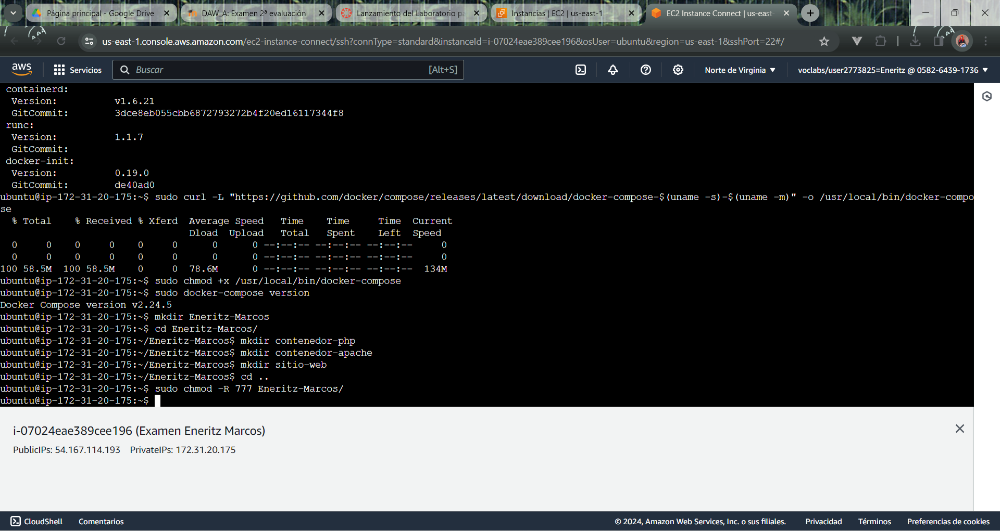 Página principal - Google Drive
DAW_A: Examen 2ª evaluación
Lanzamiento del Laboratorio pa
Instancias | EC2 | us-east-1
EC2 Instance Connect | us-east-
us-east-1.console.aws.amazon.com/ec2-instance-connect/ssh?connType=standard&instanceId=i-07024eae389cee196&osUser=ubuntu&region=us-east-1&sshPort=22#/
aws Servicios Buscar [Alt+S] Norte de Virginia voclabs/user2773825=Eneritz @ 0582-6439-1736
containerd:
Version: v1.6.21
GitCommit: 3dce8eb055cbb6872793272b4f20ed16117344f8
runc:
Version: 1.1.7
GitCommit:
docker-init:
Version: 0.19.0
GitCommit: de40ad0
ubuntu@ip-172-31-20-175:~$ sudo curl -L "https://github.com/docker/compose/releases/latest/download/docker-compose-$(uname -s)-$(uname -m)" -o /usr/local/bin/docker-compo
se
% Total % Received % Xferd Average Speed Time Time Time Current
Dload Upload Total Spent Left Speed
0 0 0 0 0 0 0 0 --:--:-- --:--:-- --:--:-- 0
0 0 0 0 0 0 0 0 --:--:-- --:--:-- --:--:-- 0
100 58.5M 100 58.5M 0 0 78.6M 0 --:--:-- --:--:-- --:--:-- 134M
ubuntu@ip-172-31-20-175:~$ sudo chmod +x /usr/local/bin/docker-compose
ubuntu@ip-172-31-20-175:~$ sudo docker-compose version
Docker Compose version v2.24.5
ubuntu@ip-172-31-20-175:~$ mkdir Eneritz-Marcos
ubuntu@ip-172-31-20-175:~$ cd Eneritz-Marcos/
ubuntu@ip-172-31-20-175:~/Eneritz-Marcos$ mkdir contenedor-php
ubuntu@ip-172-31-20-175:~/Eneritz-Marcos$ mkdir contenedor-apache
ubuntu@ip-172-31-20-175:~/Eneritz-Marcos$ mkdir sitio-web
ubuntu@ip-172-31-20-175:~/Eneritz-Marcos$ cd ..
ubuntu@ip-172-31-20-175:~$ sudo chmod -R 777 Eneritz-Marcos/
ubuntu@ip-172-31-20-175:~$
i-07024eae389cee196 (Examen Eneritz Marcos)
PublicIPs: 54.167.114.193 PrivateIPs: 172.31.20.175
CloudShell Comentarios © 2024, Amazon Web Services, Inc. o sus filiales. Privacidad Términos Preferencias de cookies